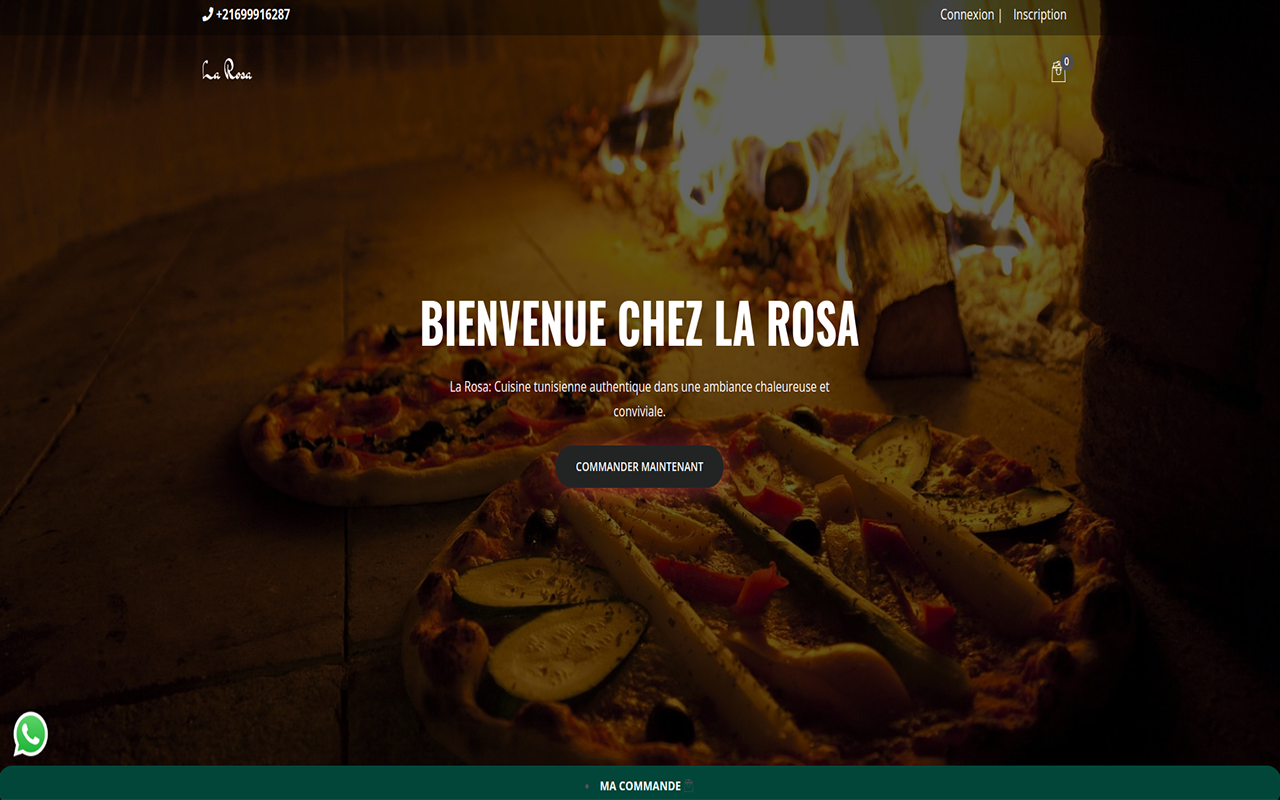 +21699916287
Connexion | Inscription
La Rosa
0
BIENVENUE CHEZ LA ROSA
La Rosa: Cuisine tunisienne authentique dans une ambiance chaleureuse et
conviviale.
COMMANDER MAINTENANT
MA COMMANDE